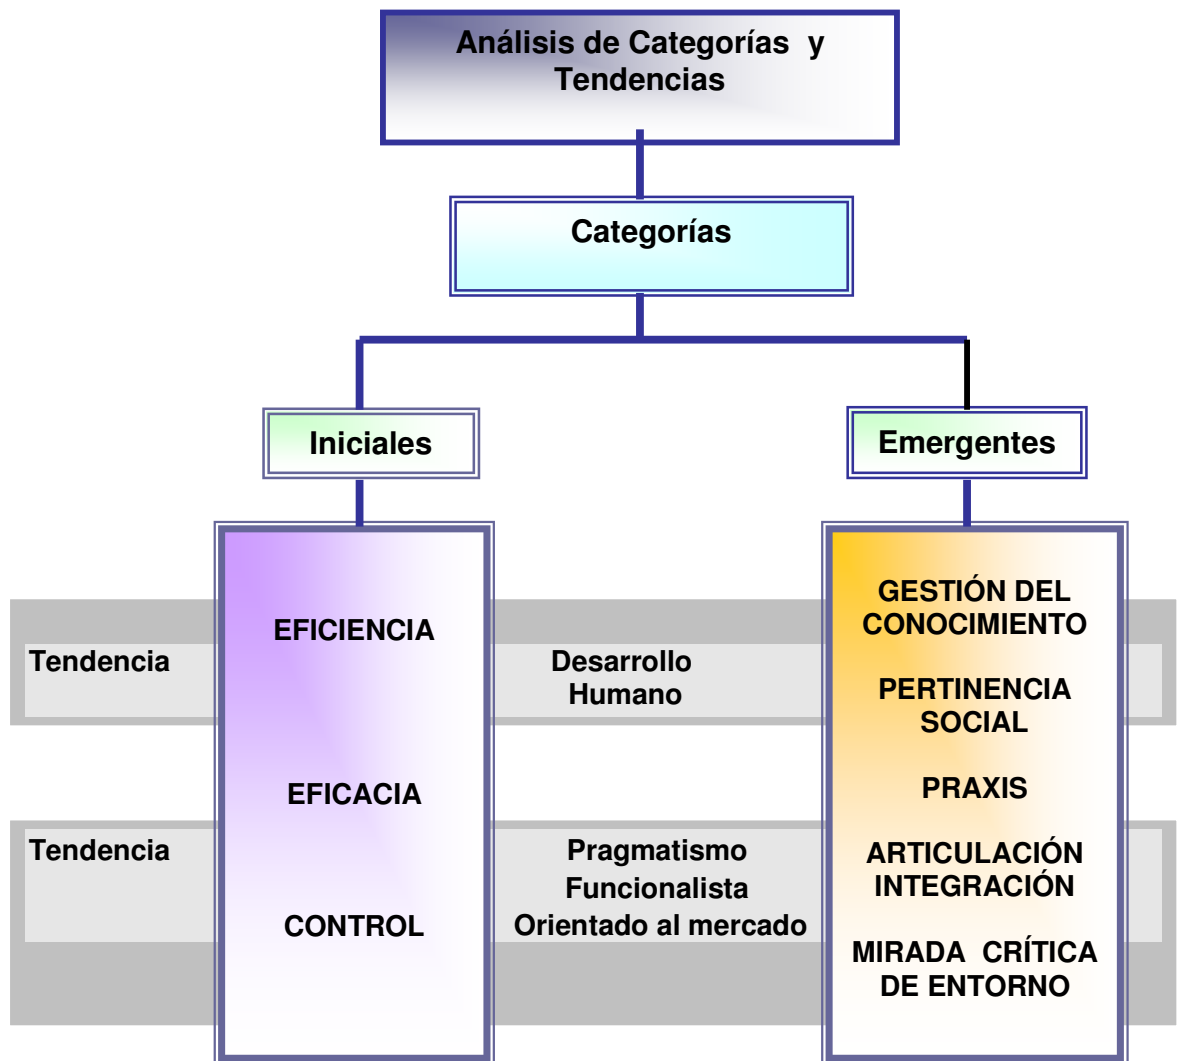 Análisis de Categorías y
Tendencias
Categorías
Iniciales
Emergentes
EFICIENCIA
EFICACIA
CONTROL
Tendencia
Desarrollo
Humano
Tendencia
Pragmatismo
Funcionalista
Orientado al mercado
GESTIÓN DEL
CONOCIMIENTO
PERTINENCIA
SOCIAL
PRAXIS
ARTICULACIÓN
INTEGRACIÓN
MIRADA CRÍTICA
DE ENTORNO